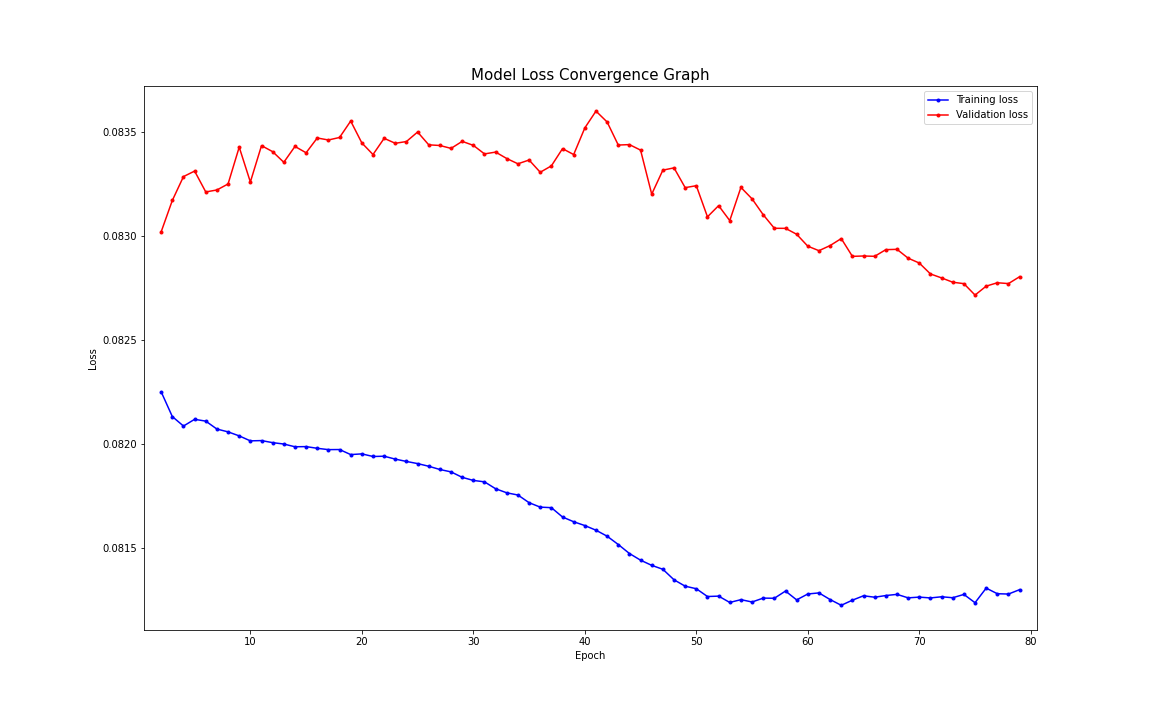 Model Loss Convergence Graph
Training loss
Validation loss
0.0835
0.0830
0.0825
0.0820
0.0815
Loss
10
20
30
40
50
60
70
80
Epoch